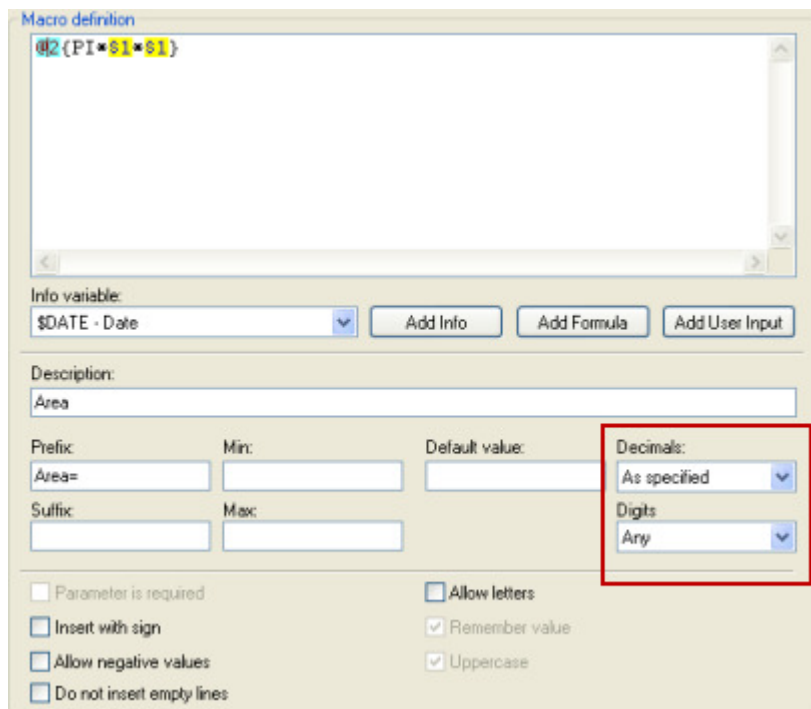 Macro definition
@2{PI*$1*$1}
Info variable:
$DATE - Date
Add Info
Add Formula
Add User Input
Description:
Area
Prefix:
Min:
Default value:
Decimals:
Area=
As specified
Suffix:
Max:
Digits
Any
Parameter is required
Allow letters
Insert with sign
Remember value
Allow negative values
Uppercase
Do not insert empty lines